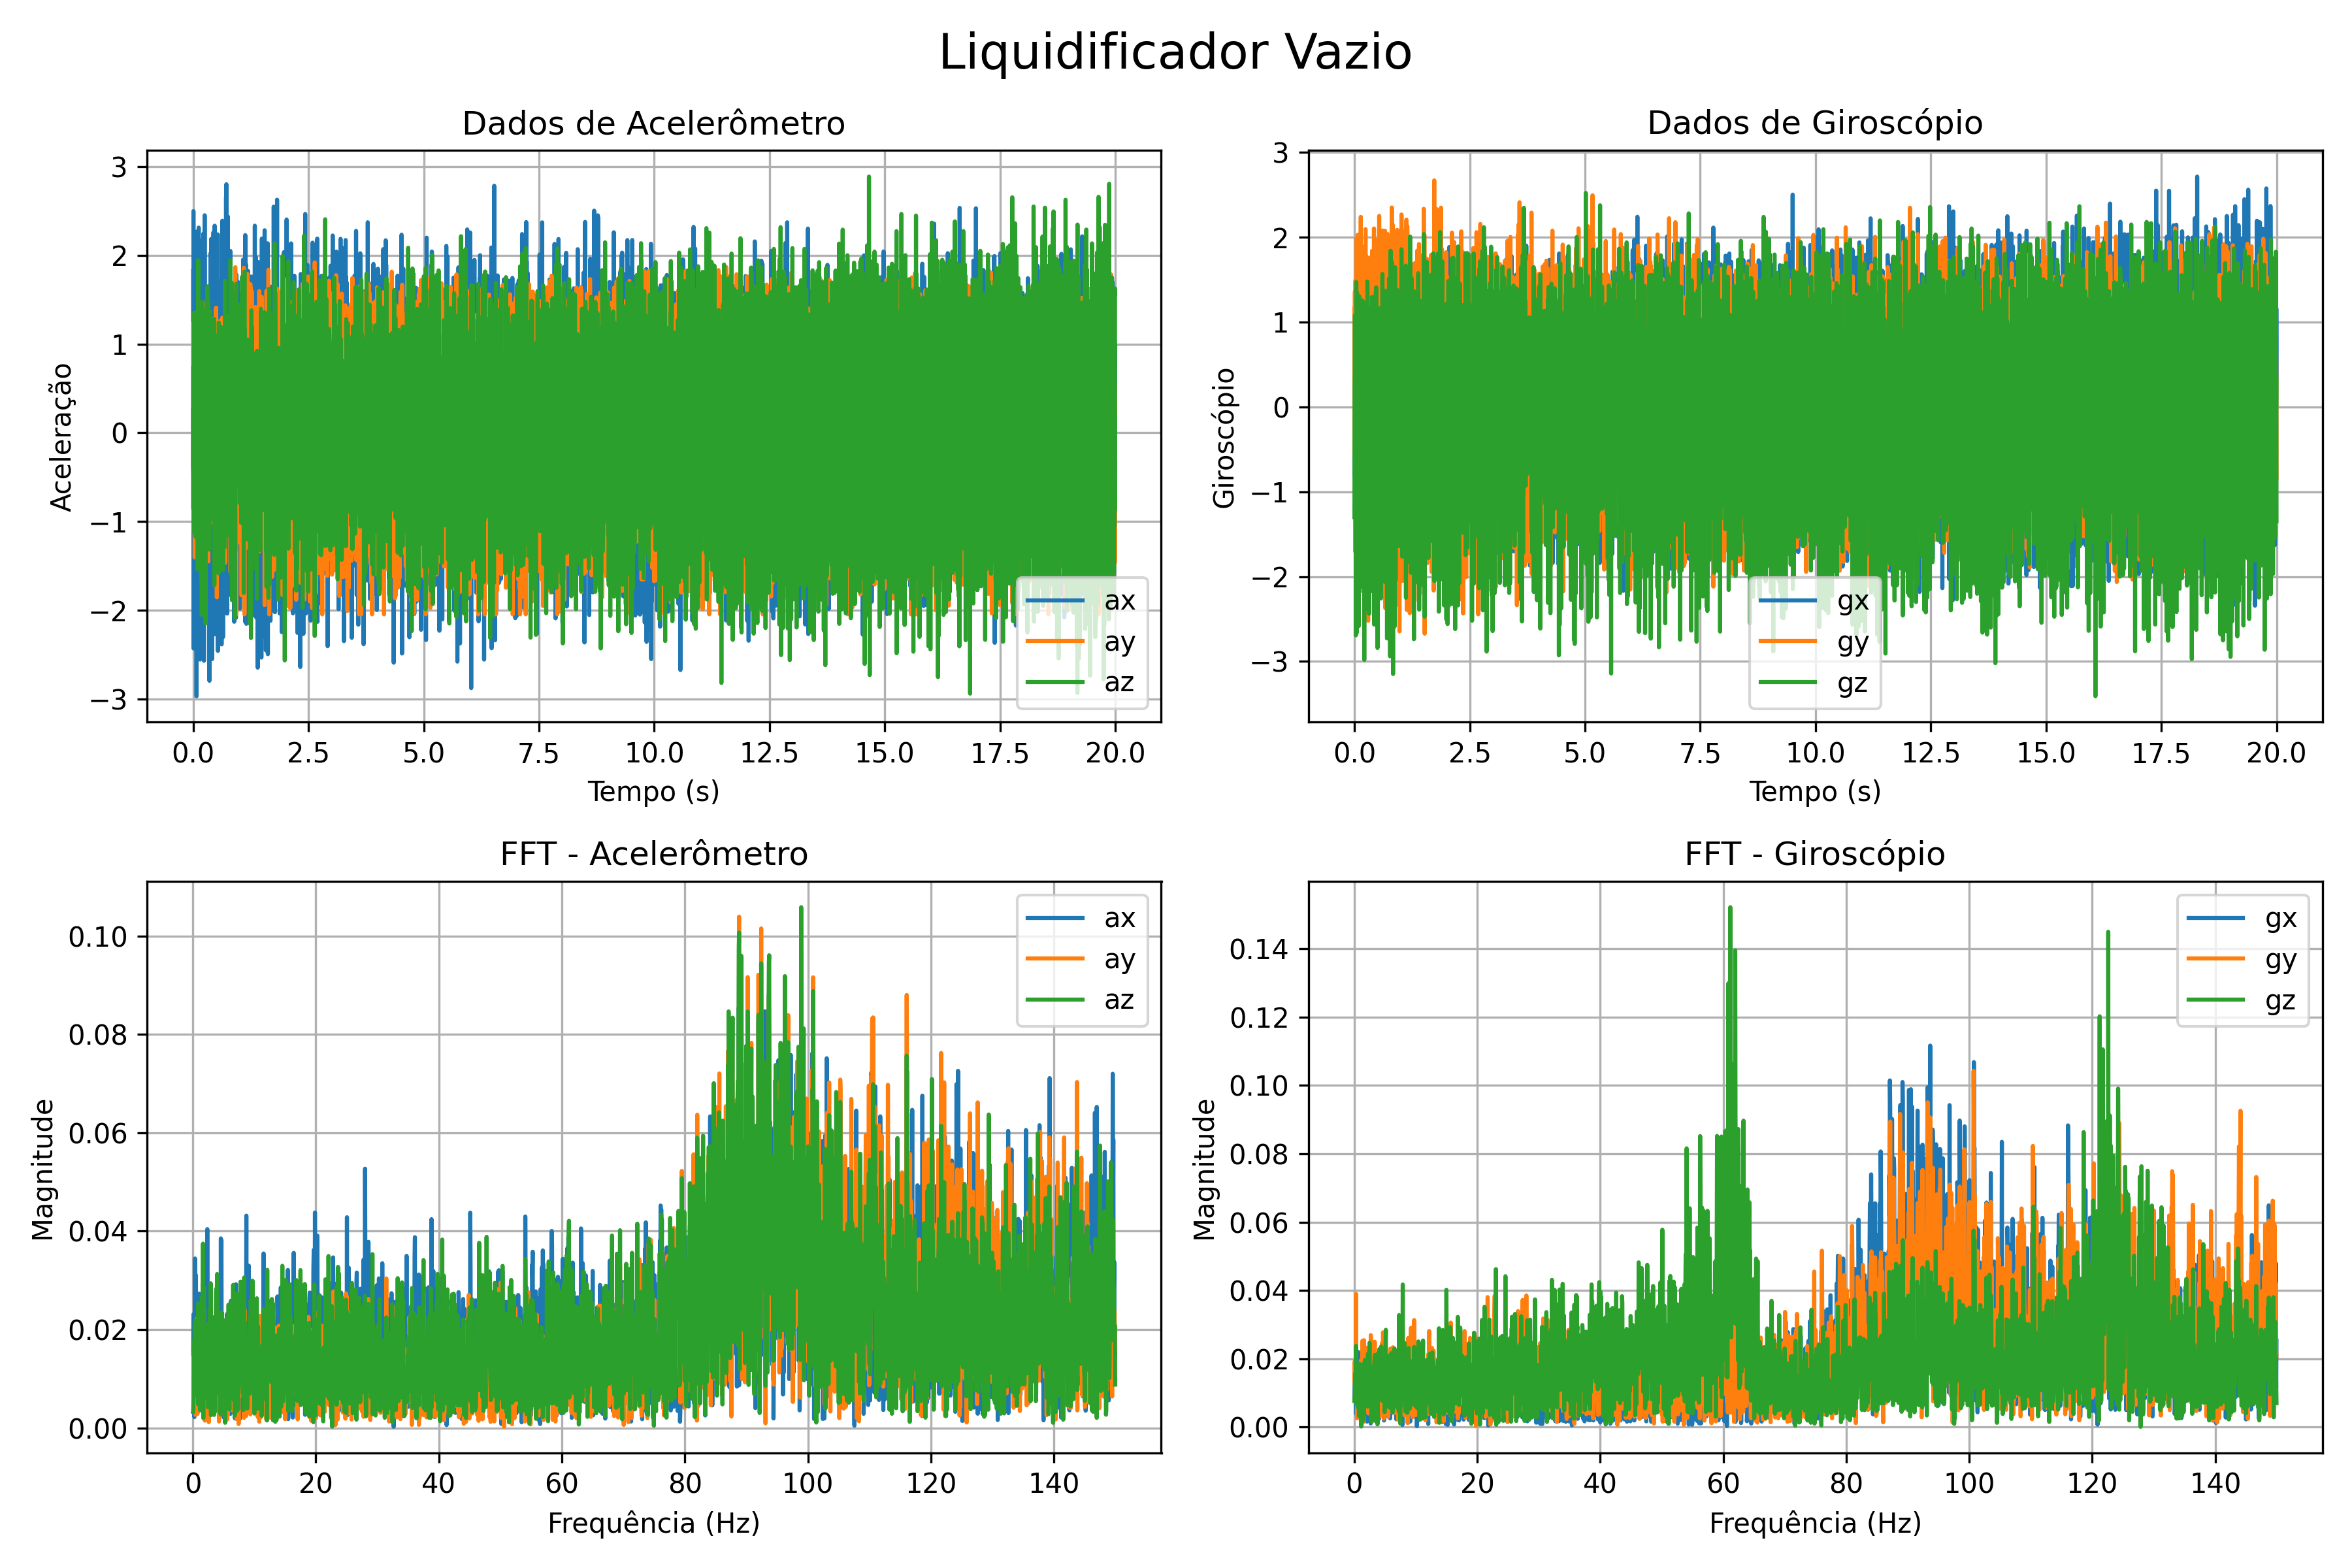 Liquidificador Vazio
Dados de Acelerômetro
Aceleração
3
2
1
0
−1
−2
−3
ax
ay
az
0.0 2.5 5.0 7.5 10.0 12.5 15.0 17.5 20.0
Tempo (s)
Dados de Giroscópio
Giroscópio
3
2
1
0
−1
−2
−3
gx
gy
gz
0.0 2.5 5.0 7.5 10.0 12.5 15.0 17.5 20.0
Tempo (s)
FFT - Acelerômetro
Magnitude
0.10
0.08
0.06
0.04
0.02
0.00
ax
ay
az
0 20 40 60 80 100 120 140
Frequência (Hz)
FFT - Giroscópio
Magnitude
0.14
0.12
0.10
0.08
0.06
0.04
0.02
0.00
gx
gy
gz
0 20 40 60 80 100 120 140
Frequência (Hz)